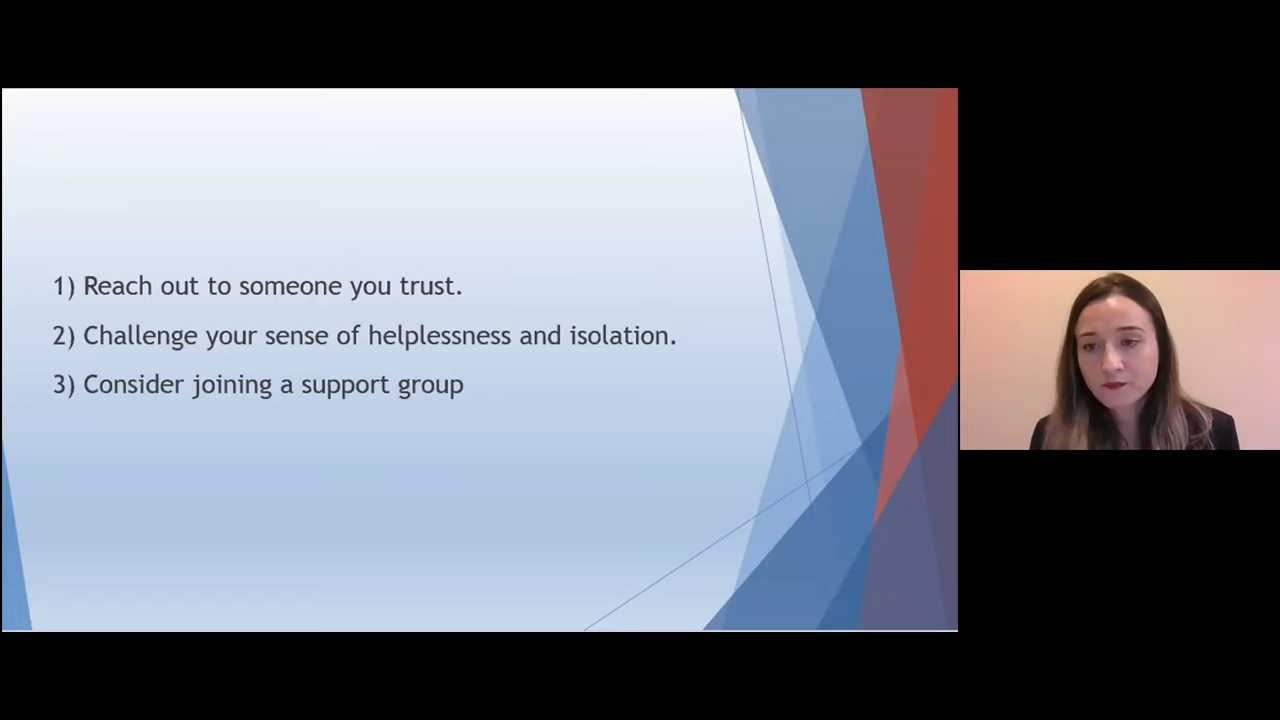 1) Reach out to someone you trust.
2) Challenge your sense of helplessness and isolation.
3) Consider joining a support group